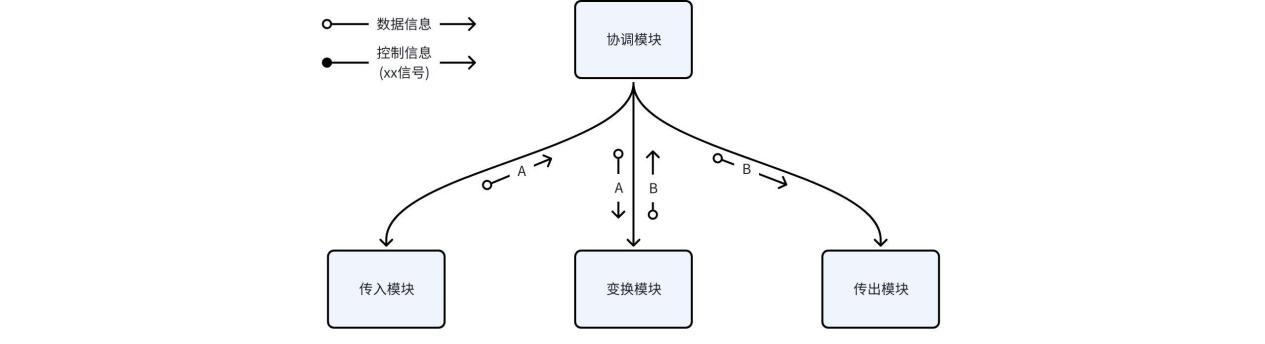 数据信息
控制信息
(xx信号)
协调模块
A
A
B
B
传入模块
变换模块
传出模块